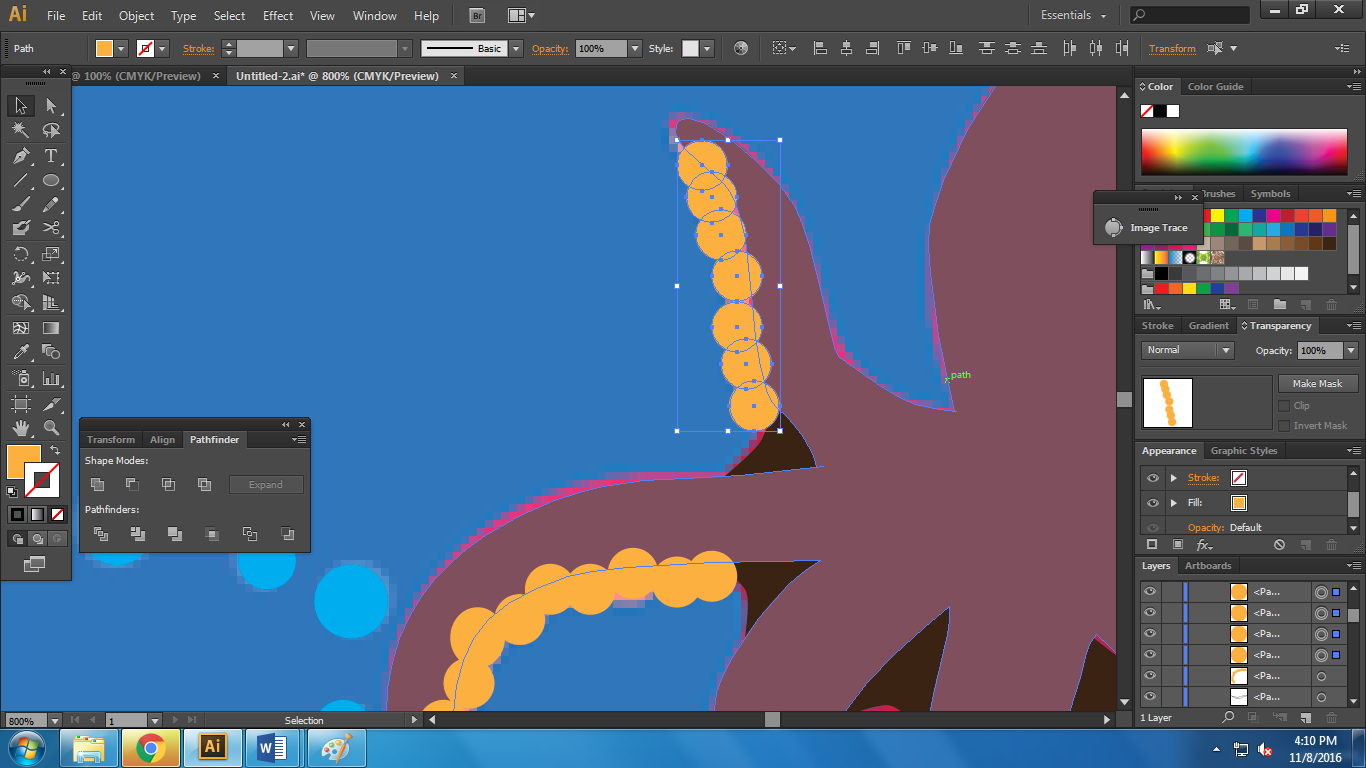 Ai File Edit Object Type Select Effect View Window Help Br Essentials
Path Stroke: Basic Opacity: 100% Style: Transform
@ 100% (CMYK/Preview) × Untitled-2.ai* @ 800% (CMYK/Preview) ×
Color Color Guide
Brushes Symbols
Image Trace
Stroke Gradient Transparency
Normal Opacity: 100%
path
Make Mask
Clip
Invert Mask
Transform Align Pathfinder
Shape Modes:
Expand
Pathfinders:
Appearance Graphic Styles
Stroke:
Fill:
Opacity: Default
fx
Layers Artboards
<Pa...
<Pa...
<Pa...
<Pa...
<Pa...
<Pa...
1 Layer
800% 1 Selection
Ai W
4:10 PM
11/8/2016